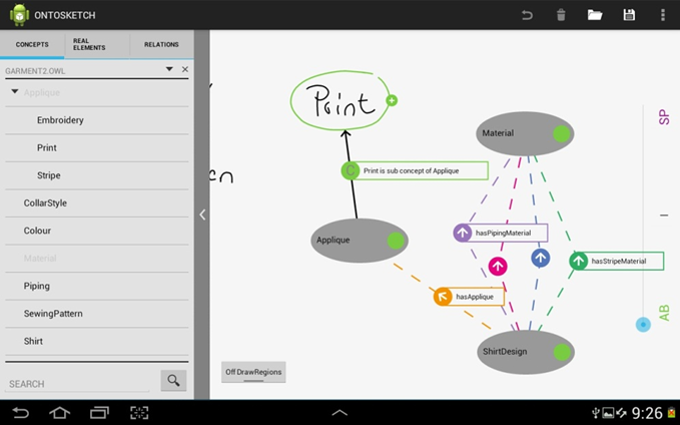 ONTOSKETCH
CONCEPTS
REAL
ELEMENTS
RELATIONS
GARMENT2.OWL
Applique
Embroidery
Print
Stripe
CollarStyle
Colour
Material
Piping
SewingPattern
Shirt
SEARCH
Print
en
Print is sub concept of Applique
C
Applique
Material
hasPipingMaterial
hasStripeMaterial
hasApplique
ShirtDesign
Off DrawRegions
SP
I
AB
9:26